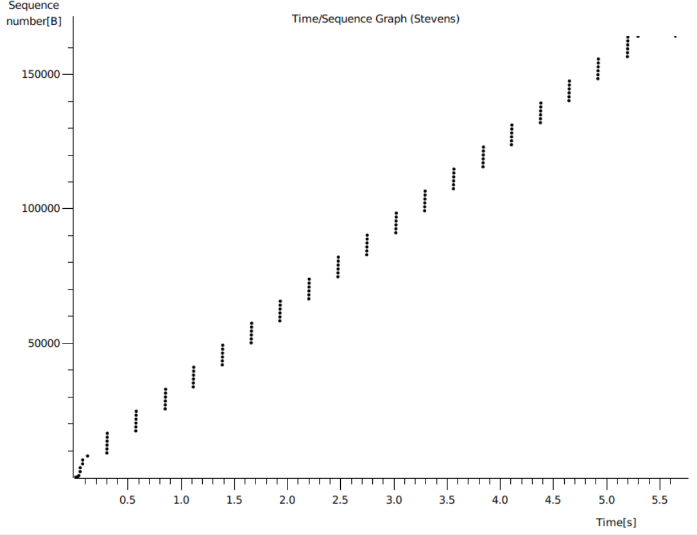 Sequence
number[B]
Time/Sequence Graph (Stevens)
150000
100000
50000
0.5 1.0 1.5 2.0 2.5 3.0 3.5 4.0 4.5 5.0 5.5
Time[s]